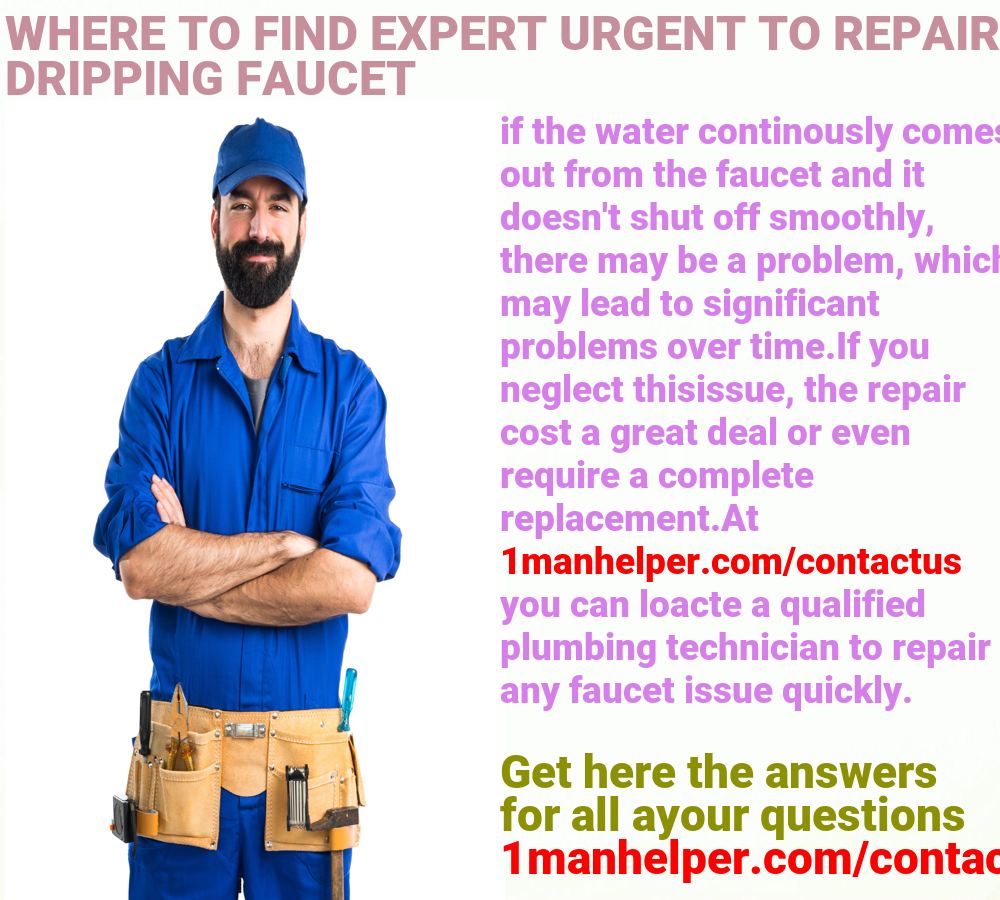 WHERE TO FIND EXPERT URGENT TO REPAIR
DRIPPING FAUCET
if the water continously comes
out from the faucet and it
doesn't shut off smoothly,
there may be a problem, which
may lead to significant
problems over time.If you
neglect thisissue, the repair
cost a great deal or even
require a complete
replacement.At
1manhelper.com/contactus
you can loacte a qualified
plumbing technician to repair
any faucet issue quickly.
Get here the answers
for all ayour questions
1manhelper.com/contac